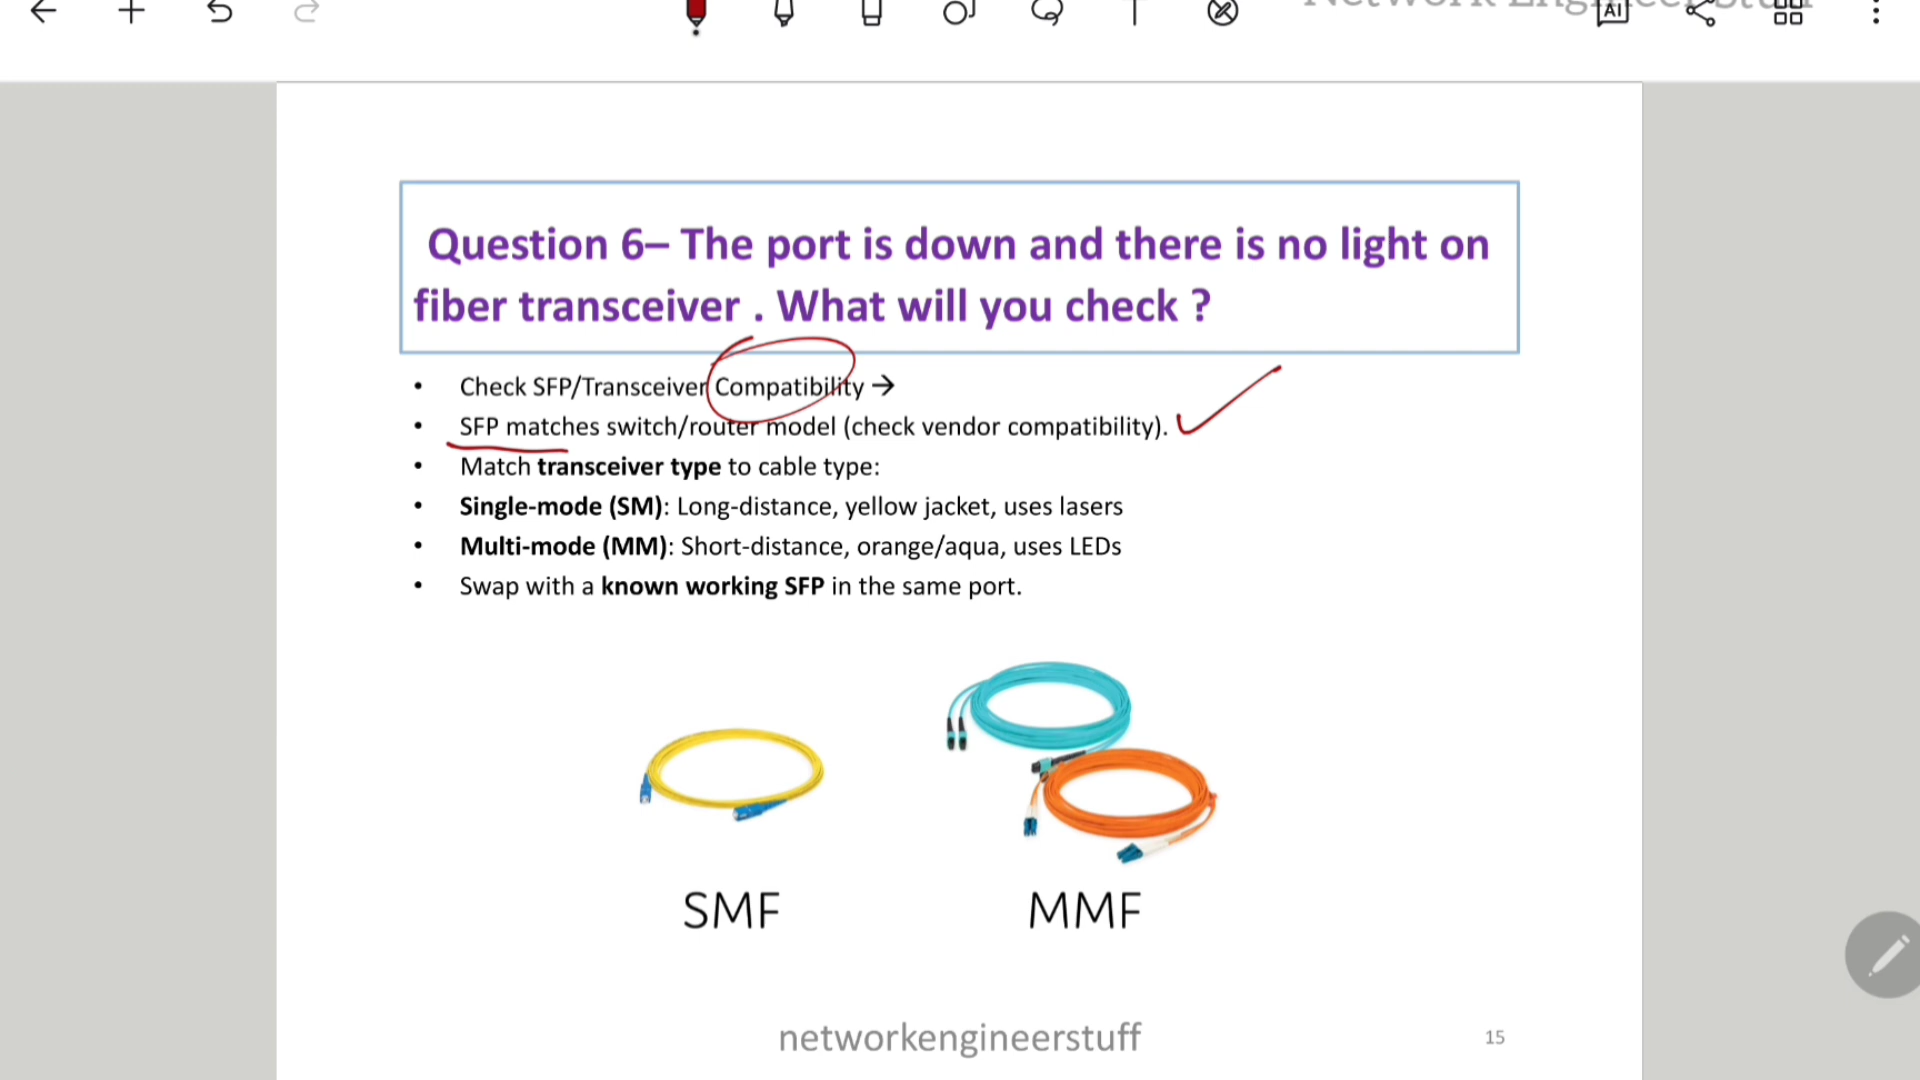 AI
Question 6– The port is down and there is no light on
fiber transceiver . What will you check ?
• Check SFP/Transceiver Compatibility →
• SFP matches switch/router model (check vendor compatibility).
• Match transceiver type to cable type:
• Single-mode (SM): Long-distance, yellow jacket, uses lasers
• Multi-mode (MM): Short-distance, orange/aqua, uses LEDs
• Swap with a known working SFP in the same port.
SMF
MMF
networkengineerstuff
15